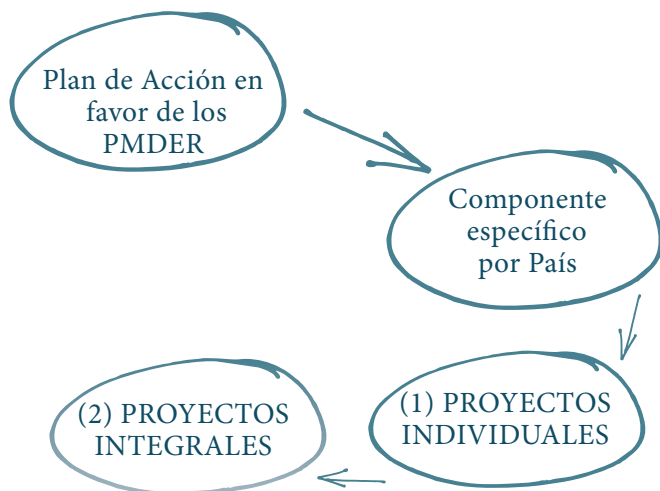 Plan de Acción en
favor de los
PMDER
Componente
específico
por País
(1) PROYECTOS
INDIVIDUALES
(2) PROYECTOS
INTEGRALES